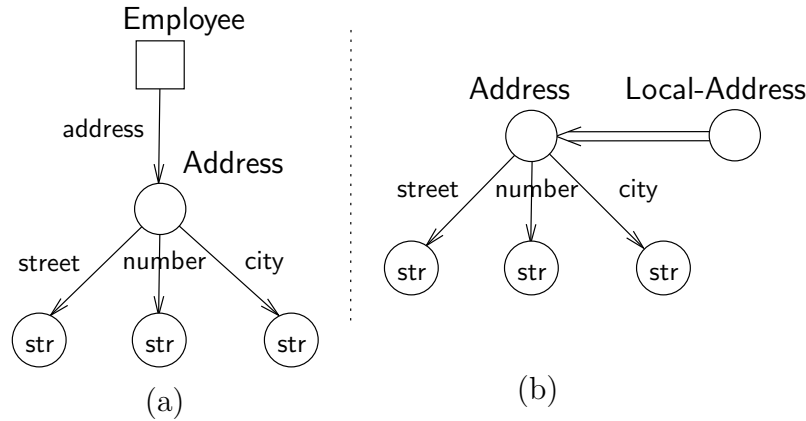 Employee
address
Address
street number city
str str str
(a)
Address Local-Address
street number city
str str str
(b)